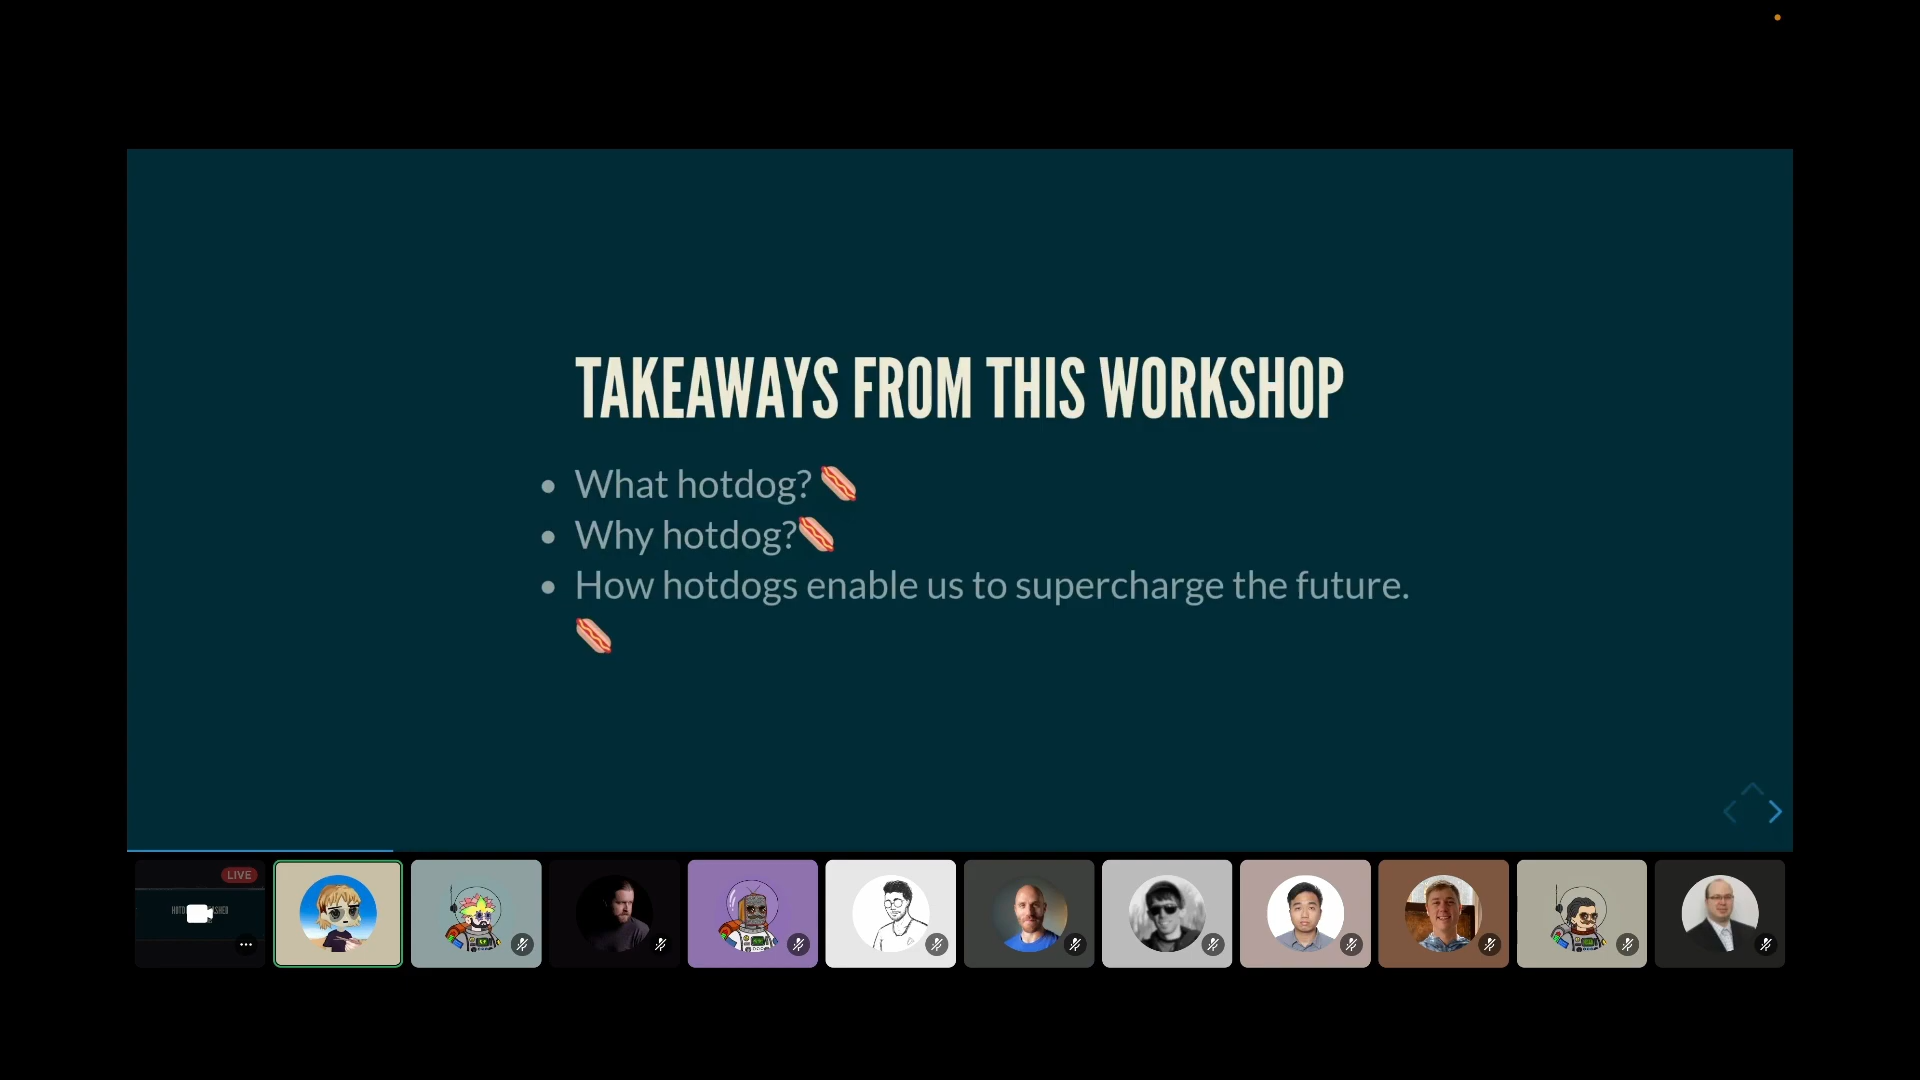 TAKEAWAYS FROM THIS WORKSHOP
What hotdog? 🌭
Why hotdog?🌭
How hotdogs enable us to supercharge the future.
🌭
LIVE